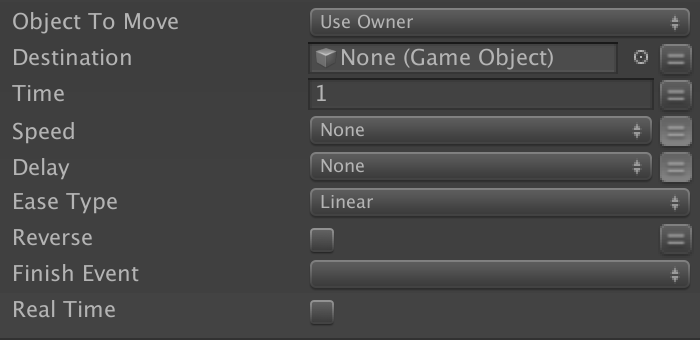 Object To Move Use Owner
Destination None (Game Object)
Time 1
Speed None
Delay None
Ease Type Linear
Reverse
Finish Event
Real Time